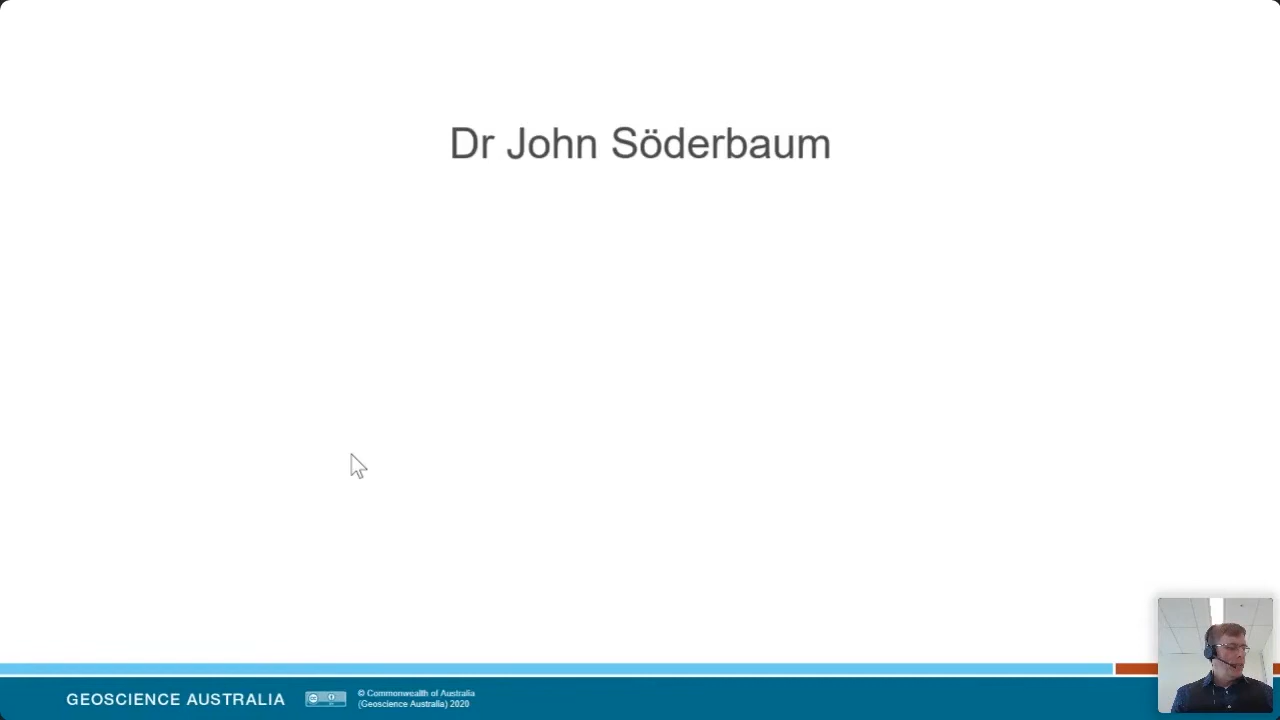 Dr John Söderbaum
GEOSCIENCE AUSTRALIA
© Commonwealth of Australia
(Geoscience Australia) 2020